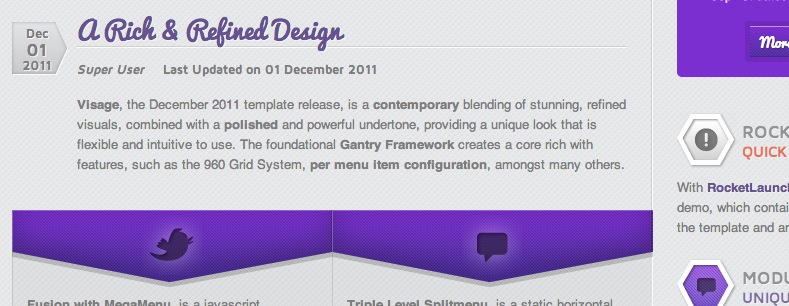 Dec
01
2011
A Rich & Refined Design
Super User Last Updated on 01 December 2011
Visage, the December 2011 template release, is a contemporary blending of stunning, refined
visuals, combined with a polished and powerful undertone, providing a unique look that is
flexible and intuitive to use. The foundational Gantry Framework creates a core rich with
features, such as the 960 Grid System, per menu item configuration, amongst many others.
Fusion with MegaMenu, is a javascript
Triple Level Splitmenu, is a static horizontal
More
ROCK
QUICK
With RocketLaunc
demo, which contai
the template and ar
MODU
UNIQU